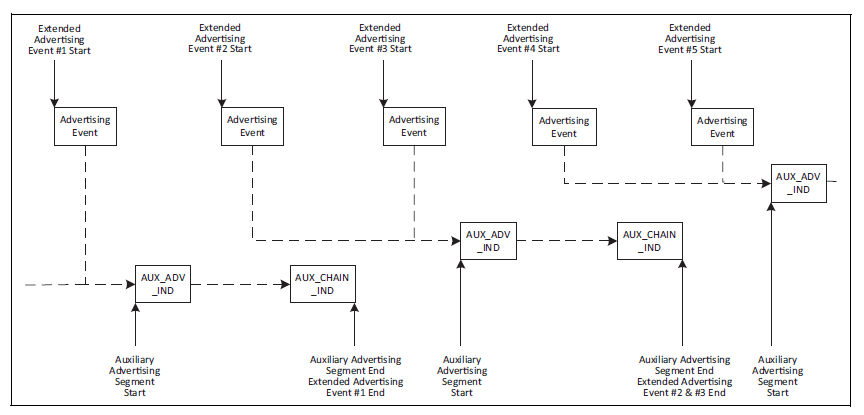 Extended
Advertising
Event #1 Start
Extended
Advertising
Event #2 Start
Extended
Advertising
Event #3 Start
Extended
Advertising
Event #4 Start
Extended
Advertising
Event #5 Start
Advertising
Event
Advertising
Event
Advertising
Event
Advertising
Event
Advertising
Event
AUX_ADV
_IND
AUX_ADV
_IND
AUX_CHAIN
_IND
AUX_ADV
_IND
AUX_CHAIN
_IND
Auxiliary
Advertising
Segment
Start
Auxiliary Advertising
Segment End
Extended Advertising
Event #1 End
Auxiliary
Advertising
Segment
Start
Auxiliary Advertising
Segment End
Extended Advertising
Event #2 & #3 End
Auxiliary
Advertising
Segment
Start